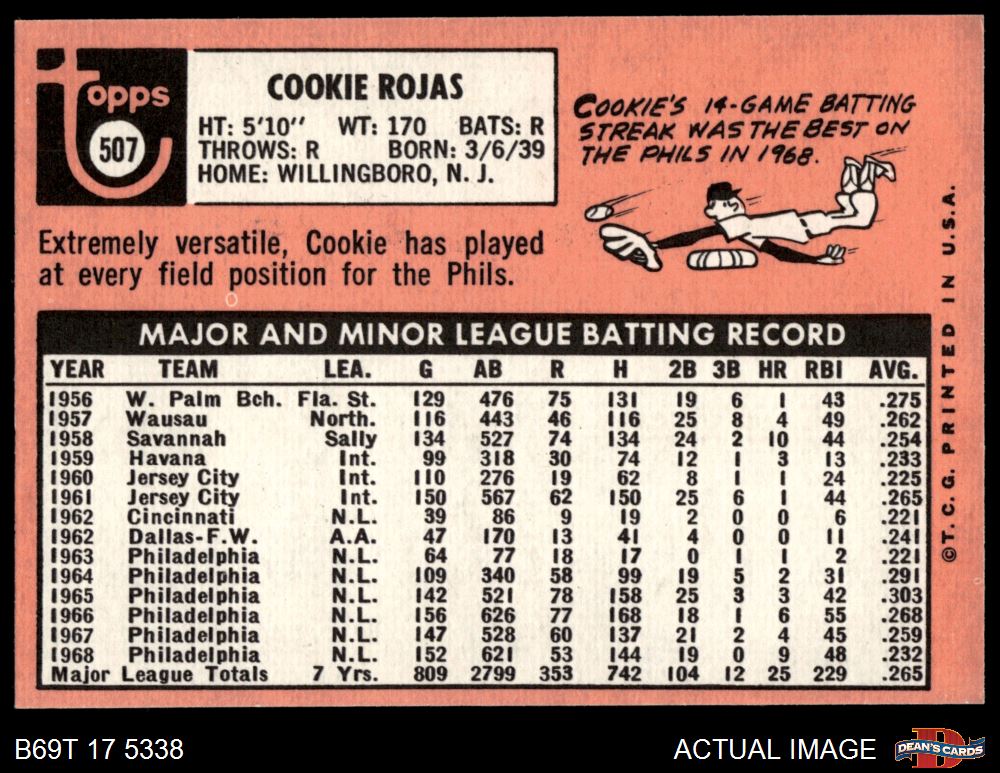 topps
507
COOKIE ROJAS
HT: 5'10" WT: 170 BATS: R
THROWS: R BORN: 3/6/39
HOME: WILLINGBORO, N. J.
COOKIE'S 14-GAME BATTING
STREAK WAS THE BEST ON
THE PHILS IN 1968.
Extremely versatile, Cookie has played
at every field position for the Phils.
MAJOR AND MINOR LEAGUE BATTING RECORD
YEAR TEAM LEA. G AB R H 2B 3B HR RBI AVG.
1956 W. Palm Bch. Fla. St. 129 476 75 131 19 6 1 43 .275
1957 Wausau North. 116 443 46 116 25 8 4 49 .262
1958 Savannah Sally 134 527 74 134 24 2 10 44 .254
1959 Havana Int. 99 318 30 74 12 1 3 13 .233
1960 Jersey City Int. 110 276 19 62 8 1 1 24 .225
1961 Jersey City Int. 150 567 62 150 25 6 1 44 .265
1962 Cincinnati N.L. 39 86 9 19 2 0 0 6 .221
1962 Dallas-F.W. A.A. 47 170 13 41 4 0 0 11 .241
1963 Philadelphia N.L. 64 77 18 17 0 1 1 2 .221
1964 Philadelphia N.L. 109 340 58 99 19 5 2 31 .291
1965 Philadelphia N.L. 142 521 78 158 25 3 3 42 .303
1966 Philadelphia N.L. 156 626 77 168 18 1 6 55 .268
1967 Philadelphia N.L. 147 528 60 137 21 2 4 45 .259
1968 Philadelphia N.L. 152 621 53 144 19 0 9 48 .232
Major League Totals 7 Yrs. 809 2799 353 742 104 12 25 229 .265
©T. C. G. PRINTED IN U.S.A.
B69T 17 5338
ACTUAL IMAGE
DEAN'S CARDS